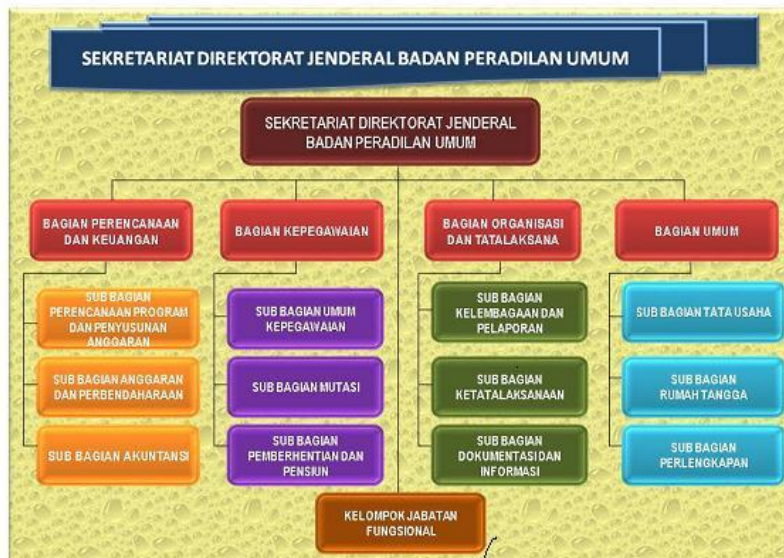 SEKRETARIAT DIREKTORAT JENDERAL BADAN PERADILAN UMUM
SEKRETARIAT DIREKTORAT JENDERAL
BADAN PERADILAN UMUM
BAGIAN PERENCANAAN
DAN KEUANGAN
BAGIAN KEPEGAWAIAN
BAGIAN ORGANISASI
DAN TATALAKSANA
BAGIAN UMUM
SUB BAGIAN
PERENCANAAN PROGRAM
DAN PENYUSUNAN
ANGGARAN
SUB BAGIAN UMUM
KEPEGAWAIAN
SUB BAGIAN
KELEMBAGAAN DAN
PELAPORAN
SUB BAGIAN TATA USAHA
SUB BAGIAN ANGGARAN
DAN PERBENDAHARAAN
SUB BAGIAN MUTASI
SUB BAGIAN
KETATALAKSANAAN
SUB BAGIAN
RUMAH TANGGA
SUB BAGIAN AKUNTANSI
SUB BAGIAN
PEMBERHENTIAN DAN
PENSIUN
SUB BAGIAN
DOKUMENTASI DAN
INFORMASI
SUB BAGIAN
PERLENGKAPAN
KELOMPOK JABATAN
FUNGSIONAL